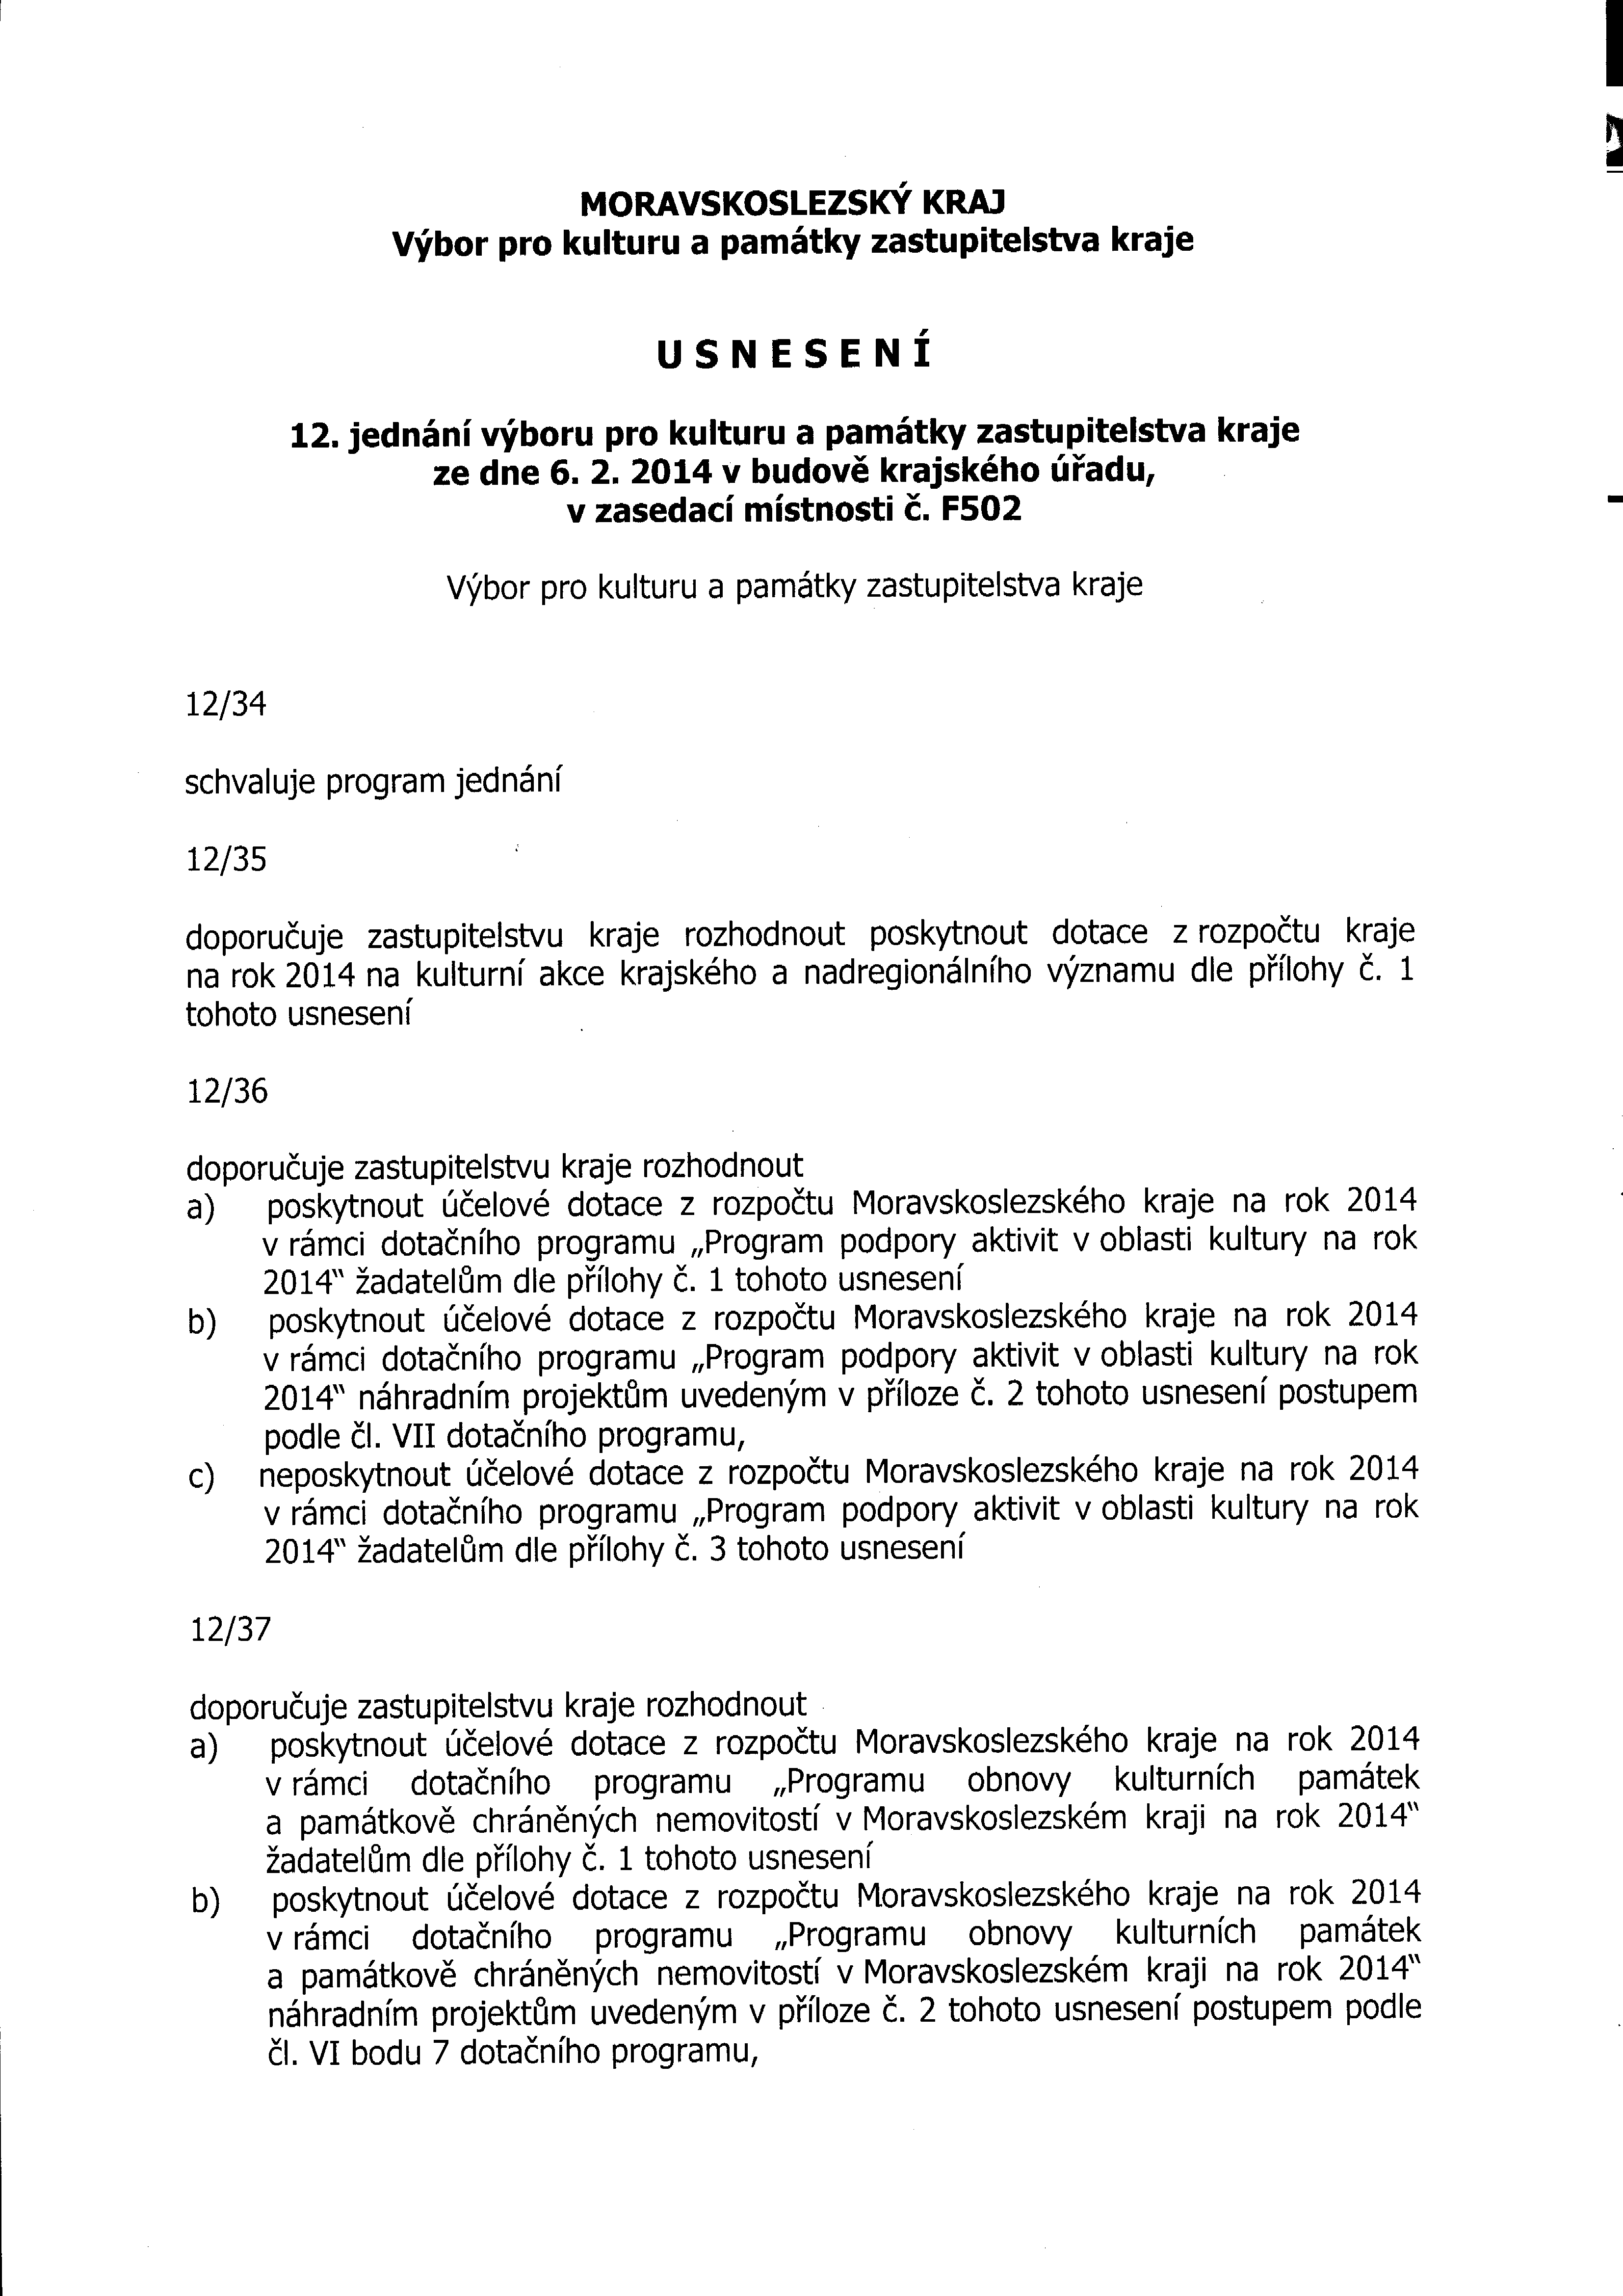 MORAVSKOSLEZSKÝ KRAJ
Výbor pro kulturu a památky zastupitelstva kraje
U S N E S E N Í
12. jednání výboru pro kulturu a památky zastupitelstva kraje
ze dne 6. 2. 2014 v budově krajského úřadu,
v zasedací místnosti č. F502
Výbor pro kulturu a památky zastupitelstva kraje
12/34
schvaluje program jednání
12/35
doporučuje zastupitelstvu kraje rozhodnout poskytnout dotace z rozpočtu kraje
na rok 2014 na kulturní akce krajského a nadregionálního významu dle přílohy č. 1
tohoto usnesení
12/36
doporučuje zastupitelstvu kraje rozhodnout
a) poskytnout účelové dotace z rozpočtu Moravskoslezského kraje na rok 2014
v rámci dotačního programu „Program podpory aktivit v oblasti kultury na rok
2014“ žadatelům dle přílohy č. 1 tohoto usnesení
b) poskytnout účelové dotace z rozpočtu Moravskoslezského kraje na rok 2014
v rámci dotačního programu „Program podpory aktivit v oblasti kultury na rok
2014“ náhradním projektům uvedeným v příloze č. 2 tohoto usnesení postupem
podle čl. VII dotačního programu,
c) neposkytnout účelové dotace z rozpočtu Moravskoslezského kraje na rok 2014
v rámci dotačního programu „Program podpory aktivit v oblasti kultury na rok
2014“ žadatelům dle přílohy č. 3 tohoto usnesení
12/37
doporučuje zastupitelstvu kraje rozhodnout
a) poskytnout účelové dotace z rozpočtu Moravskoslezského kraje na rok 2014
v rámci dotačního programu „Programu obnovy kulturních památek
a památkově chráněných nemovitostí v Moravskoslezském kraji na rok 2014“
žadatelům dle přílohy č. 1 tohoto usnesení
b) poskytnout účelové dotace z rozpočtu Moravskoslezského kraje na rok 2014
v rámci dotačního programu „Programu obnovy kulturních památek
a památkově chráněných nemovitostí v Moravskoslezském kraji na rok 2014“
náhradním projektům uvedeným v příloze č. 2 tohoto usnesení postupem podle
čl. VI bodu 7 dotačního programu,